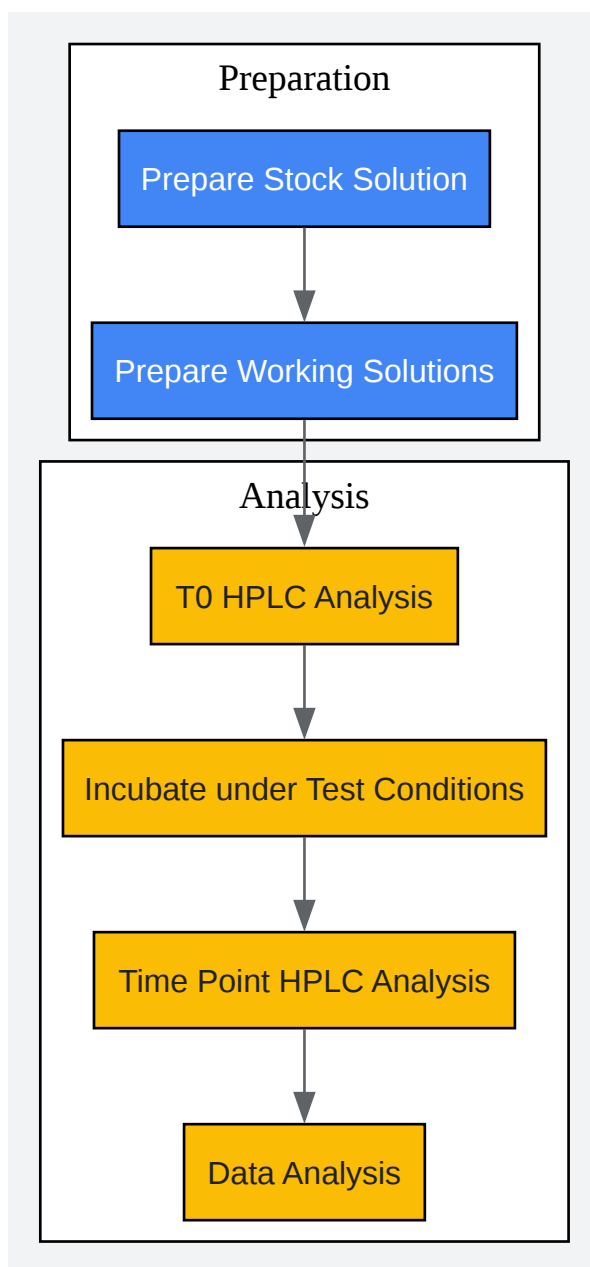 Preparation
Prepare Stock Solution
Prepare Working Solutions
Analysis
T0 HPLC Analysis
Incubate under Test Conditions
Time Point HPLC Analysis
Data Analysis